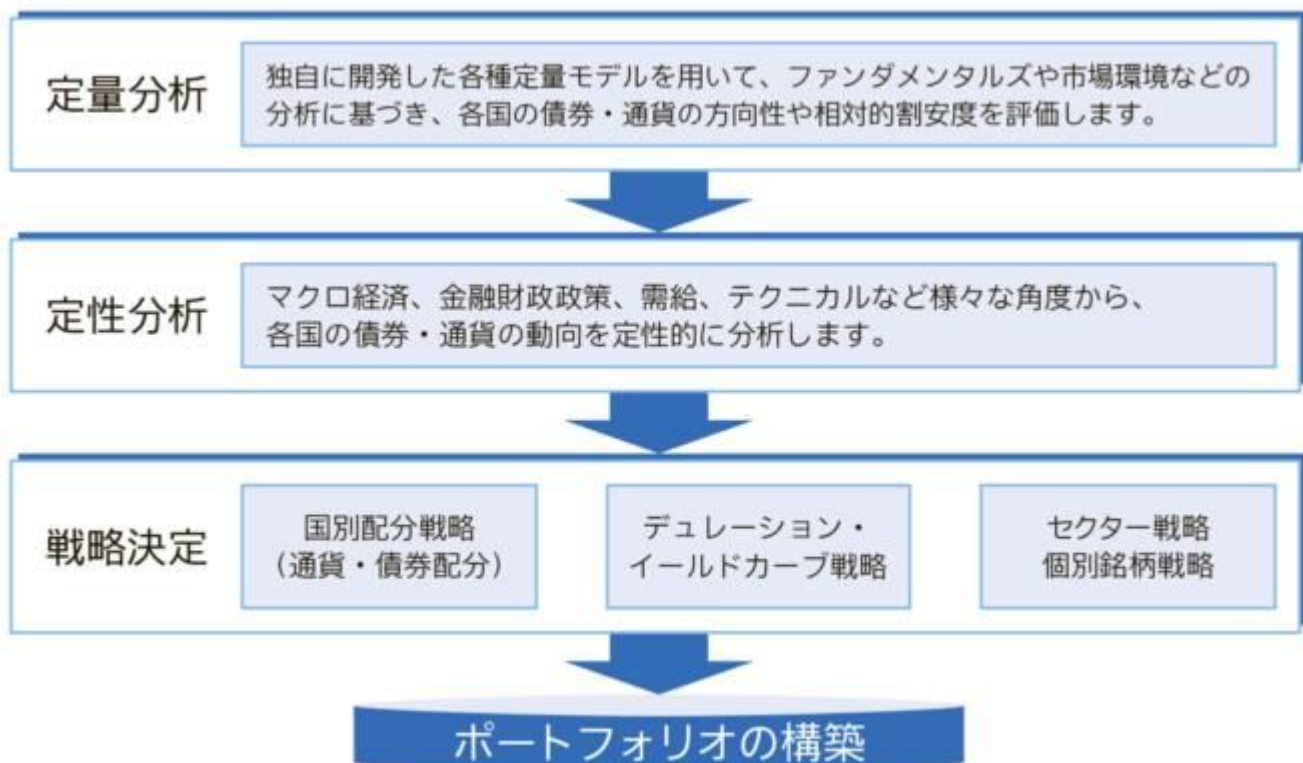 定量分析
独自に開発した各種定量モデルを用いて、ファンダメンタルズや市場環境などの
分析に基づき、各国の債券・通貨の方向性や相対的割安度を評価します。
定性分析
マクロ経済、金融財政政策、需給、テクニカルなど様々な角度から、
各国の債券・通貨の動向を定性的に分析します。
戦略決定
国別配分戦略
（通貨・債券配分）
デュレーション・
イールドカーブ戦略
セクター戦略
個別銘柄戦略
ポートフォリオの構築